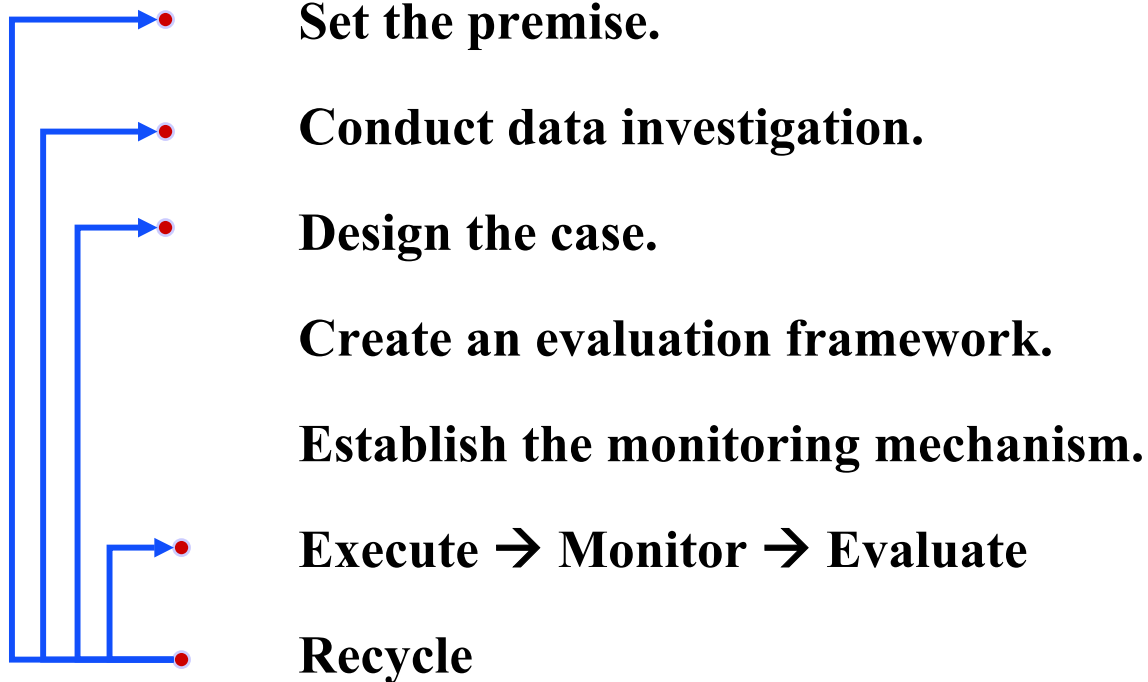 Set the premise.
Conduct data investigation.
Design the case.
Create an evaluation framework.
Establish the monitoring mechanism.
Execute → Monitor → Evaluate
Recycle